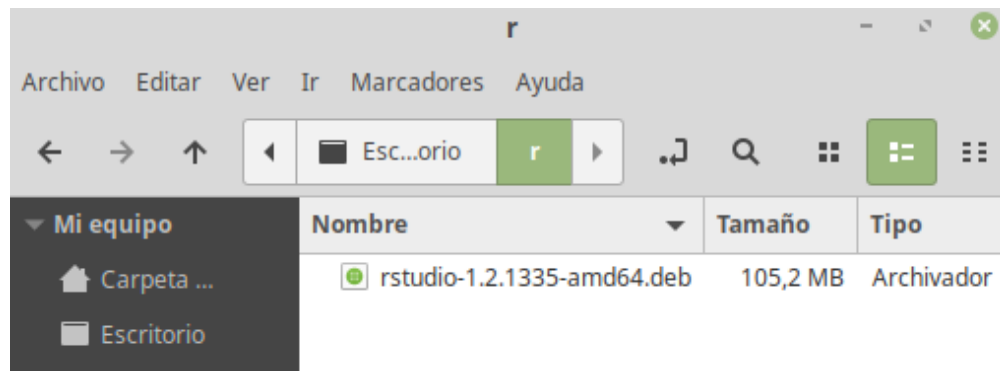 r
Archivo Editar Ver Ir Marcadores Ayuda
Esc...orio r
Mi equipo Nombre Tamaño Tipo
Carpeta ... rstudio-1.2.1335-amd64.deb 105,2 MB Archivador
Escritorio